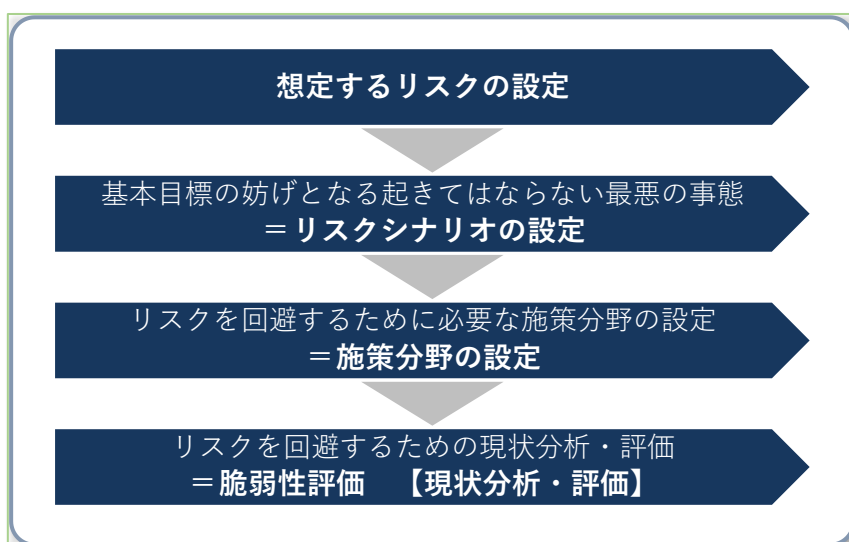 想定するリスクの設定
基本目標の妨げとなる起きてはならない最悪の事態
＝リスクシナリオの設定
リスクを回避するために必要な施策分野の設定
＝施策分野の設定
リスクを回避するための現状分析・評価
＝脆弱性評価　【現状分析・評価】